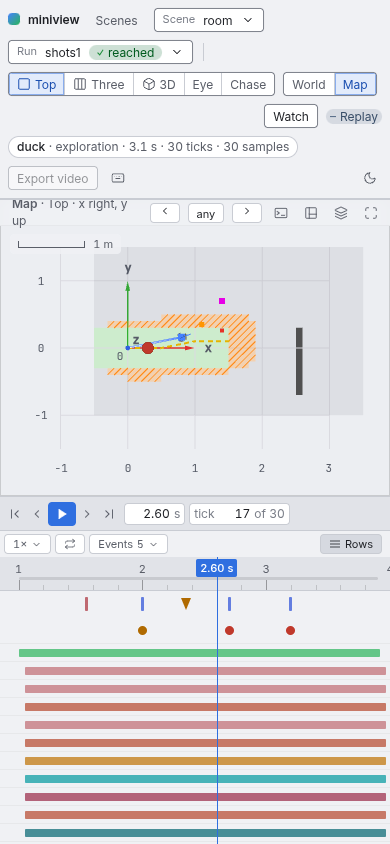 miniview Scenes Scene room
Run shots1 ✓ reached
Top Three 3D Eye Chase World Map
Watch – Replay
duck · exploration · 3.1 s · 30 ticks · 30 samples
Export video
Map · Top · x right, y up
any
1 m
y
1
z
x
0
0
-1
-1 0 1 2 3
2.60 s tick 17 of 30
1× Events 5 Rows
1 2 2.60 s 3 4